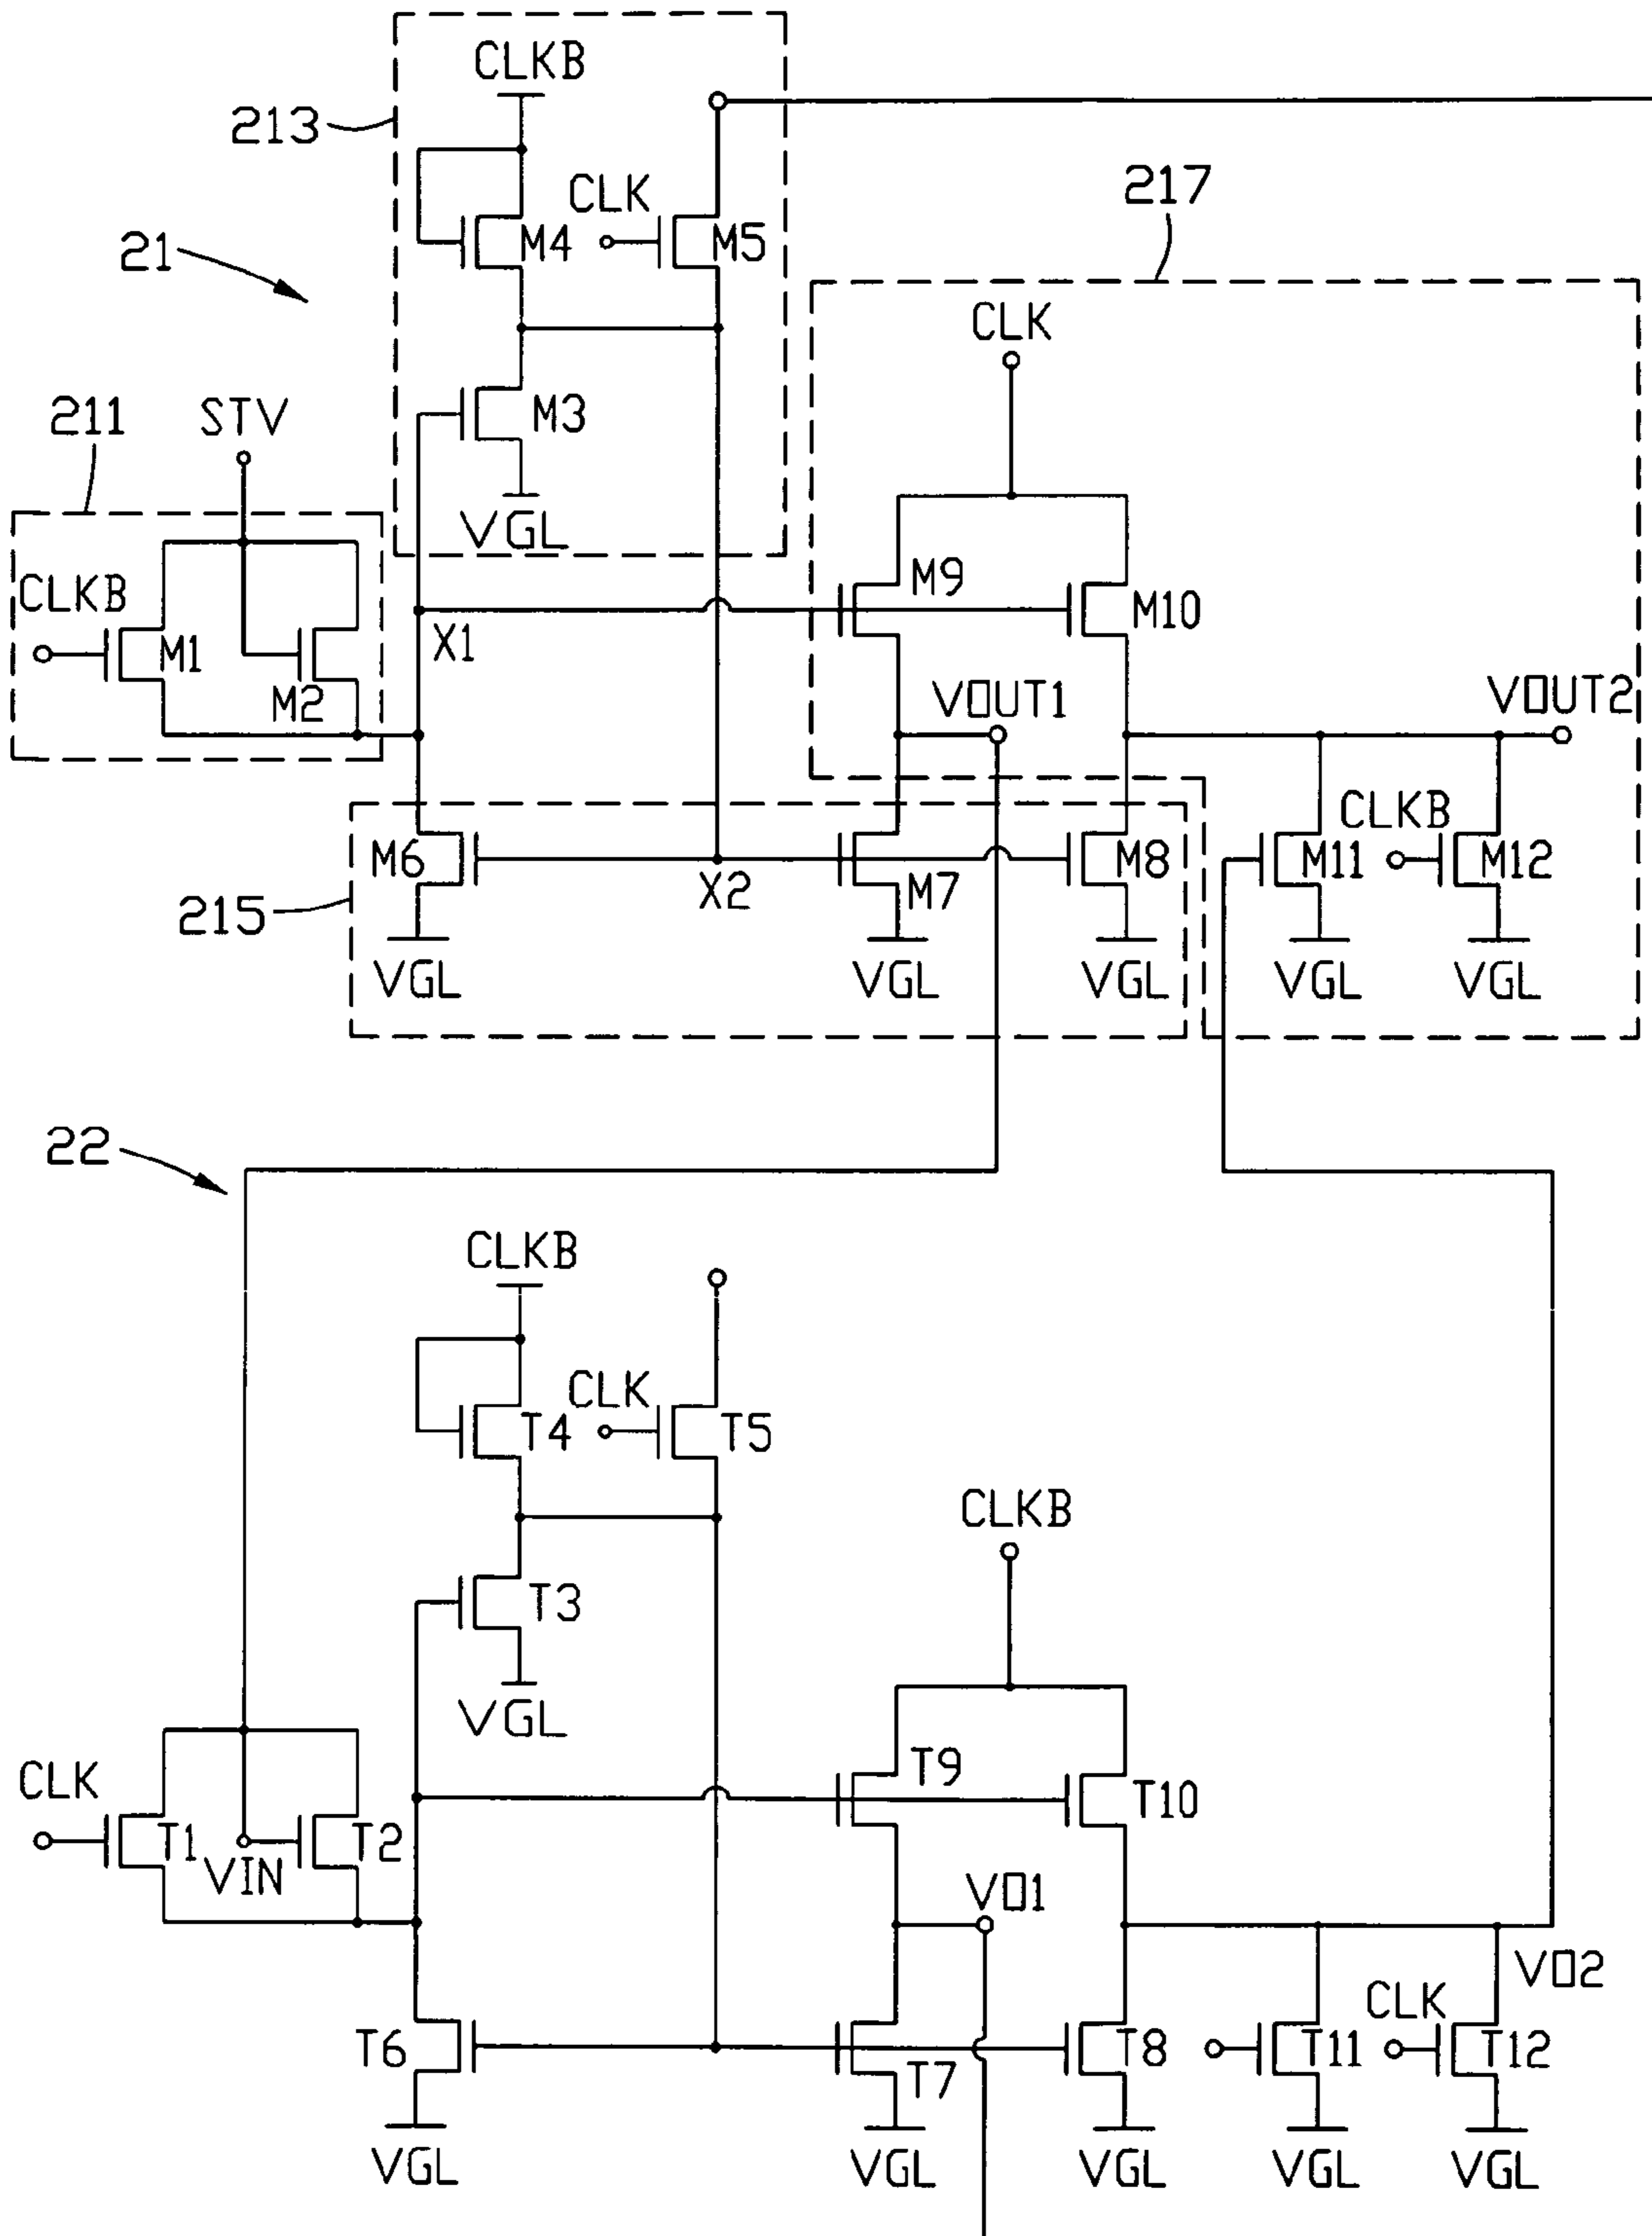 CLKB
213
CLK
M4
M5
217
21
CLK
211
STV
M3
VGL
CLKB
M9
M1
X1
M10
M2
VOUT1
VOUT2
CLKB
M6
X2
M7
M8
M11
M12
215
VGL
VGL
VGL
VGL
VGL
22
CLKB
CLK
T4
T5
CLKB
T3
VGL
CLK
T9
T10
T1
VIN
T2
VO1
VO2
CLK
T6
T7
T8
T11
T12
VGL
VGL
VGL
VGL
VGL